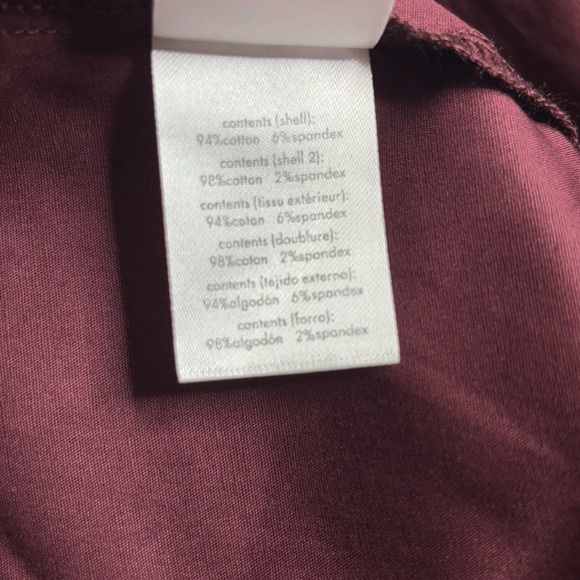 contents (shell):
94%cotton 6%spandex
contents (shell 2):
98%cotton 2%spandex
contents (tissu extérieur):
94%coton 6%spandex
contents (doublure):
98%coton 2%spandex
contents (tejido externo):
94%algodón 6%spandex
contents (forro):
98%algodón 2%spandex